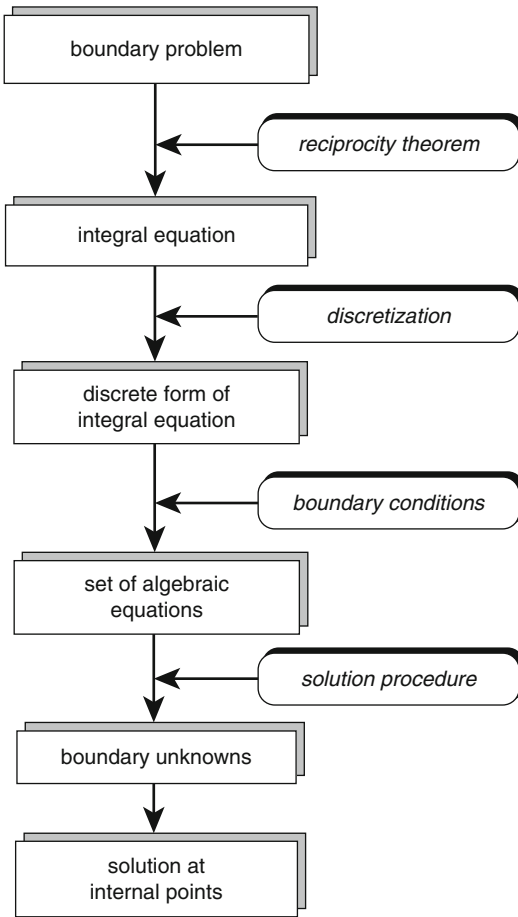 boundary problem
reciprocity theorem
integral equation
discretization
discrete form of
integral equation
boundary conditions
set of algebraic
equations
solution procedure
boundary unknowns
solution at
internal points